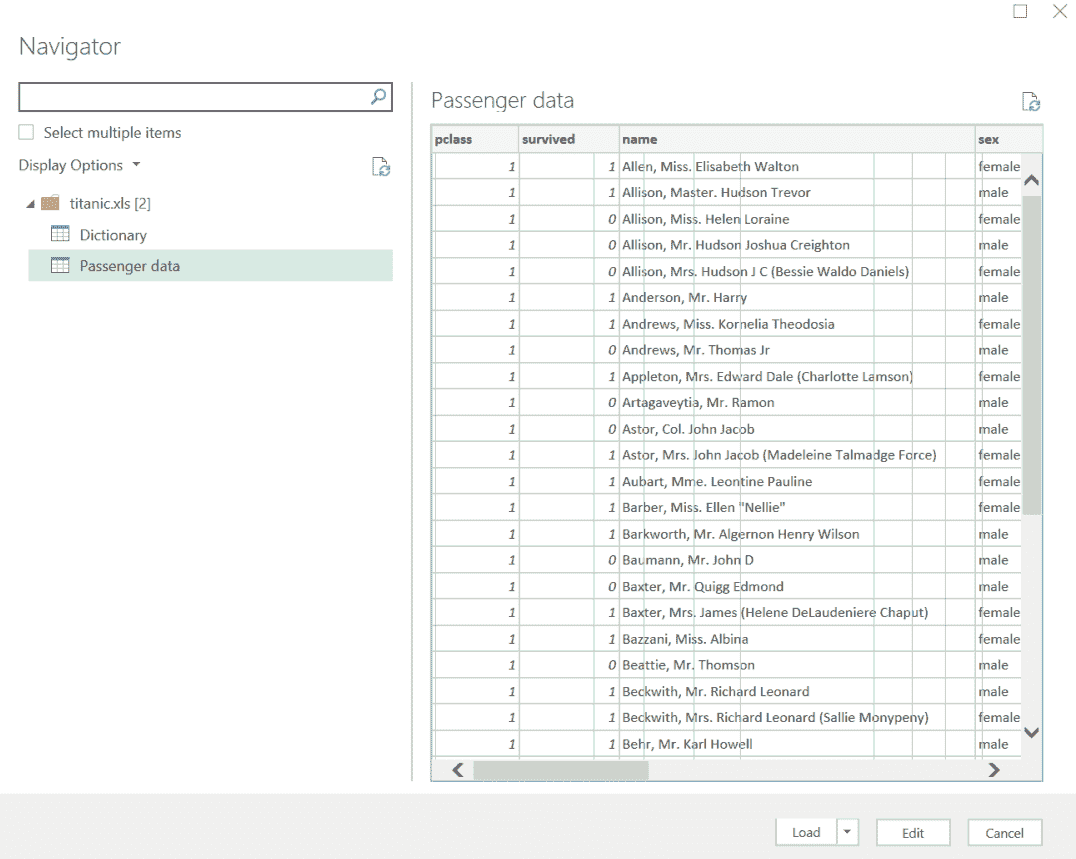 Navigator
Select multiple items
Display Options
titanic.xls [2]
Dictionary
Passenger data
Passenger data
pclass survived name sex
1 1 Allen, Miss. Elisabeth Walton female
1 1 Allison, Master. Hudson Trevor male
1 0 Allison, Miss. Helen Loraine female
1 0 Allison, Mr. Hudson Joshua Creighton male
1 0 Allison, Mrs. Hudson J C (Bessie Waldo Daniels) female
1 1 Anderson, Mr. Harry male
1 1 Andrews, Miss. Kornelia Theodosia female
1 0 Andrews, Mr. Thomas Jr male
1 1 Appleton, Mrs. Edward Dale (Charlotte Lamson) female
1 0 Artagaveytia, Mr. Ramon male
1 0 Astor, Col. John Jacob male
1 1 Astor, Mrs. John Jacob (Madeleine Talmadge Force) female
1 1 Aubart, Mme. Leontine Pauline female
1 1 Barber, Miss. Ellen "Nellie" female
1 1 Barkworth, Mr. Algernon Henry Wilson male
1 0 Baumann, Mr. John D male
1 0 Baxter, Mr. Quigg Edmond male
1 1 Baxter, Mrs. James (Helene DeLaudeniere Chaput) female
1 1 Bazzani, Miss. Albina female
1 0 Beattie, Mr. Thomson male
1 1 Beckwith, Mr. Richard Leonard male
1 1 Beckwith, Mrs. Richard Leonard (Sallie Monypeny) female
1 1 Behr, Mr. Karl Howell male
Load Edit Cancel